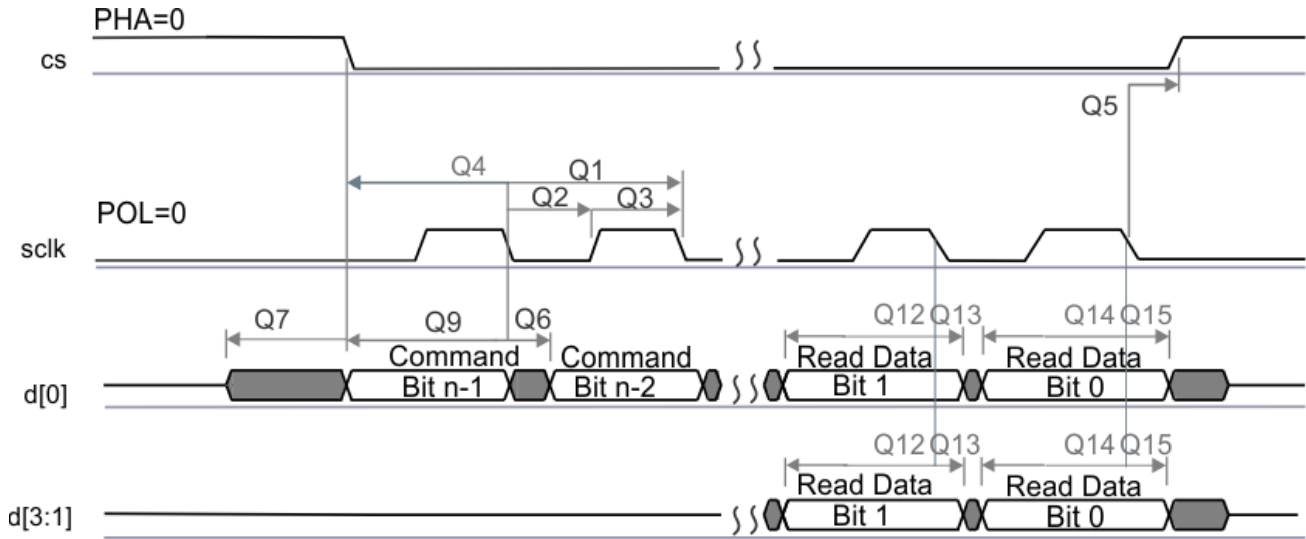 PHA=0
cs
Q5
Q4
Q1
Q2
Q3
POL=0
sclk
Q7
Q9
Q6
Q12
Q13
Q14
Q15
Command
Command
Read Data
Read Data
d[0]
Bit n-1
Bit n-2
Bit 1
Bit 0
Q12
Q13
Q14
Q15
Read Data
Read Data
d[3:1]
Bit 1
Bit 0